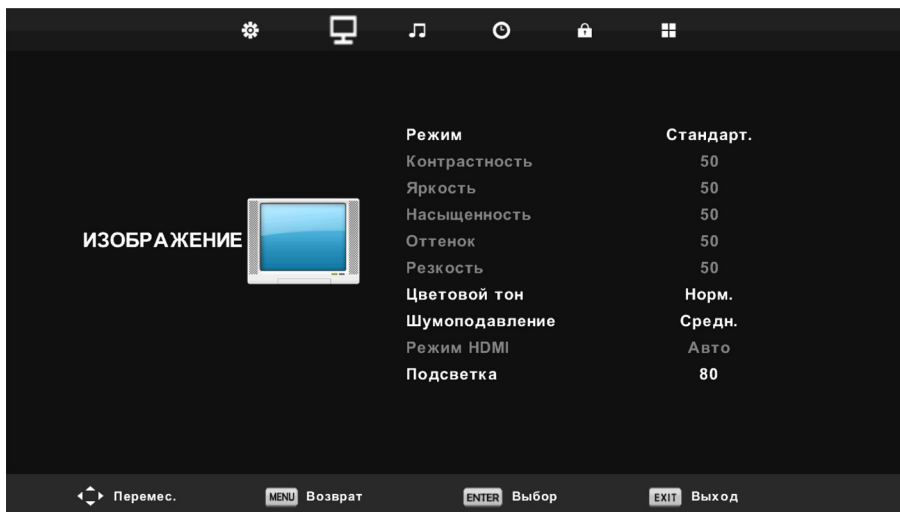 ИЗОБРАЖЕНИЕ
Режим Стандарт.
Контрастность 50
Яркость 50
Насыщенность 50
Оттенок 50
Резкость 50
Цветовой тон Норм.
Шумоподавление Средн.
Режим HDMI Авто
Подсветка 80
Перемес. MENU Возврат ENTER Выбор EXIT Выход